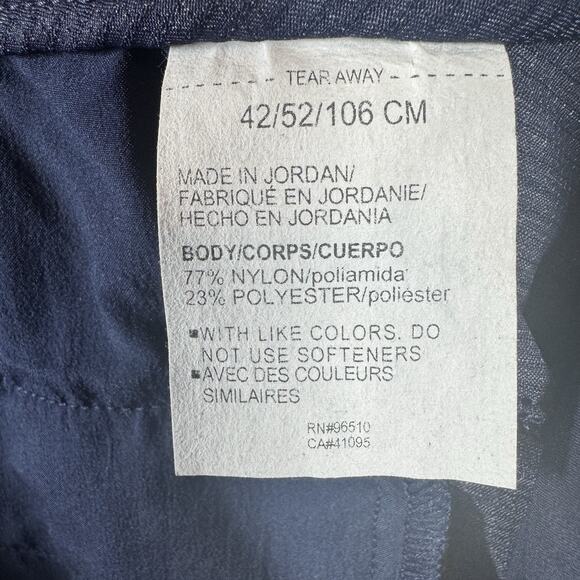 - - - - - - - TEAR AWAY - - - - - - -
42/52/106 CM
MADE IN JORDAN/
FABRIQUÉ EN JORDANIE/
HECHO EN JORDANIA
BODY/CORPS/CUERPO
77% NYLON/poliamida
23% POLYESTER/poliéster
▪WITH LIKE COLORS. DO
NOT USE SOFTENERS
▪AVEC DES COULEURS
SIMILAIRES
RN#96510
CA#41095